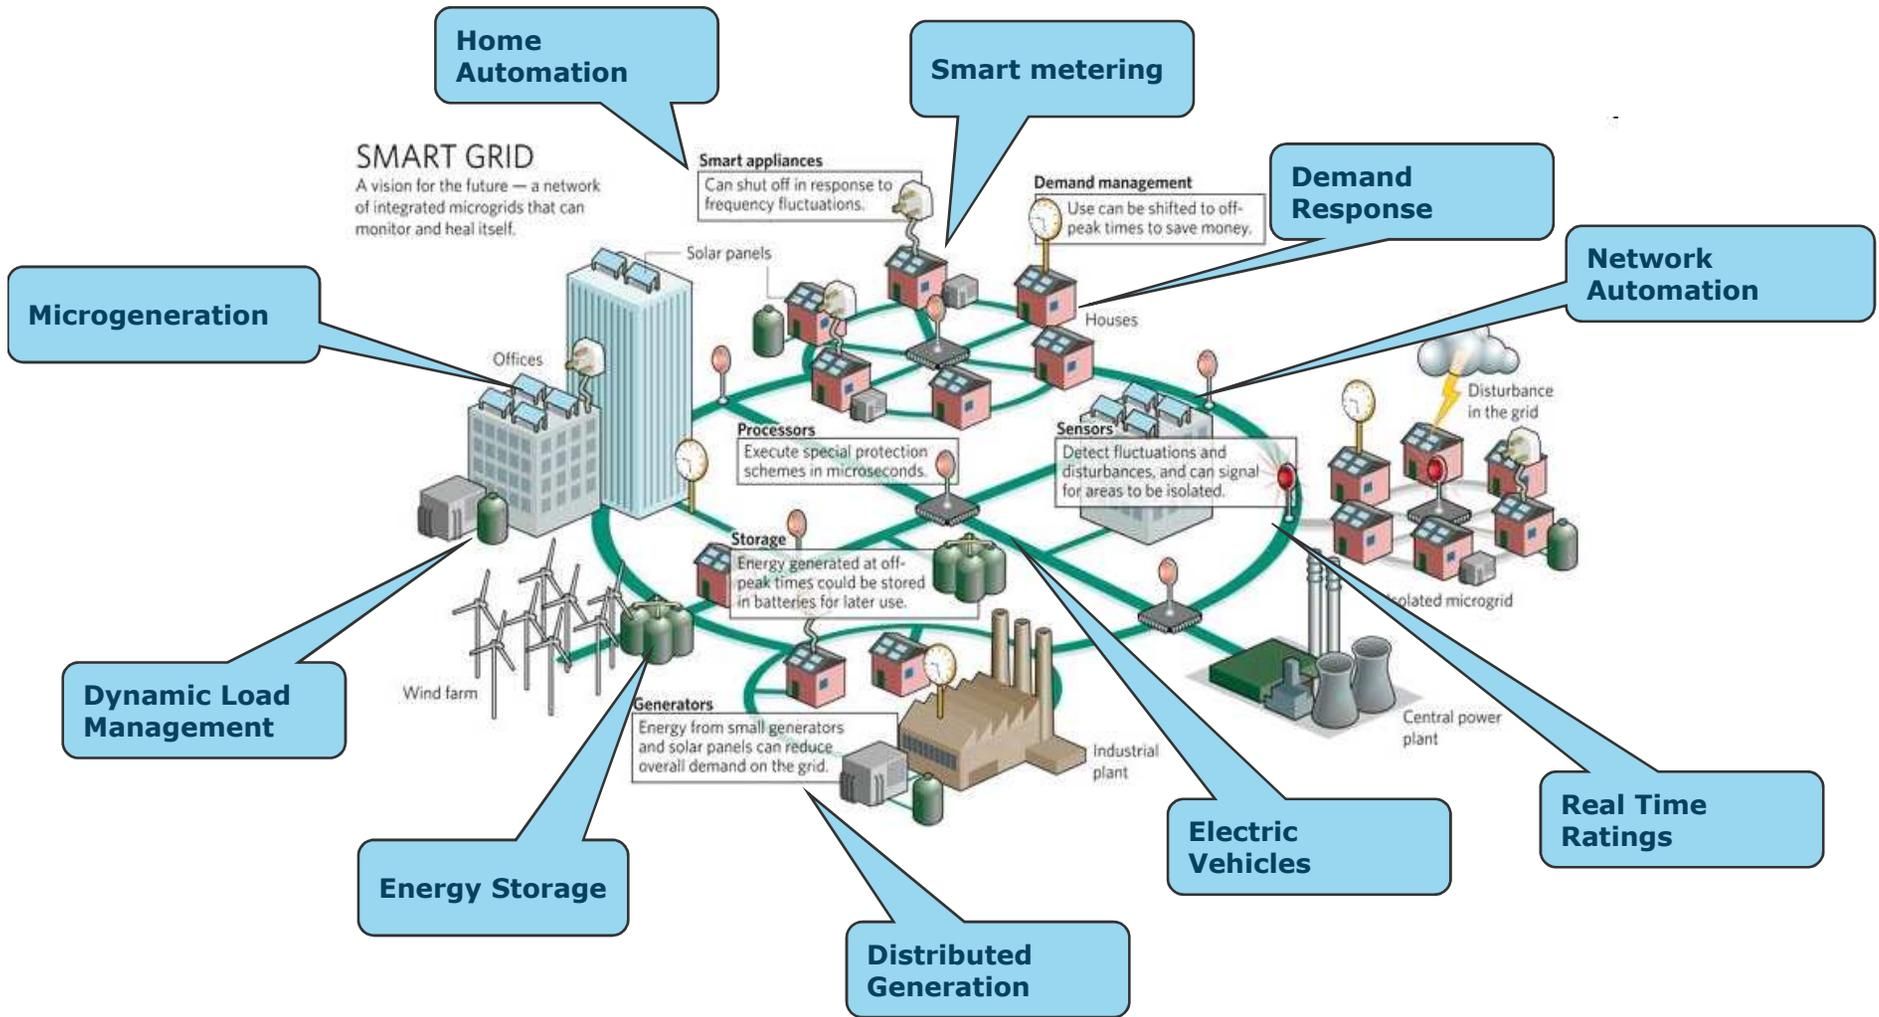 Home
Automation
Smart metering
-
SMART GRID
A vision for the future — a network
of integrated microgrids that can
monitor and heal itself.
Smart appliances
Can shut off in response to
frequency fluctuations.
Demand management
Use can be shifted to off-
peak times to save money.
Demand
Response
Network
Automation
Solar panels
Microgeneration
Houses
Offices
Disturbance
in the grid
Processors
Execute special protection
schemes in microseconds.
Sensors
Detect fluctuations and
disturbances, and can signal
for areas to be isolated.
Storage
Energy generated at off-
peak times could be stored
in batteries for later use.
solated microgrid
Dynamic Load
Management
Wind farm
Generators
Energy from small generators
and solar panels can reduce
overall demand on the grid.
Industrial
plant
Central power
plant
Real Time
Ratings
Electric
Vehicles
Energy Storage
Distributed
Generation